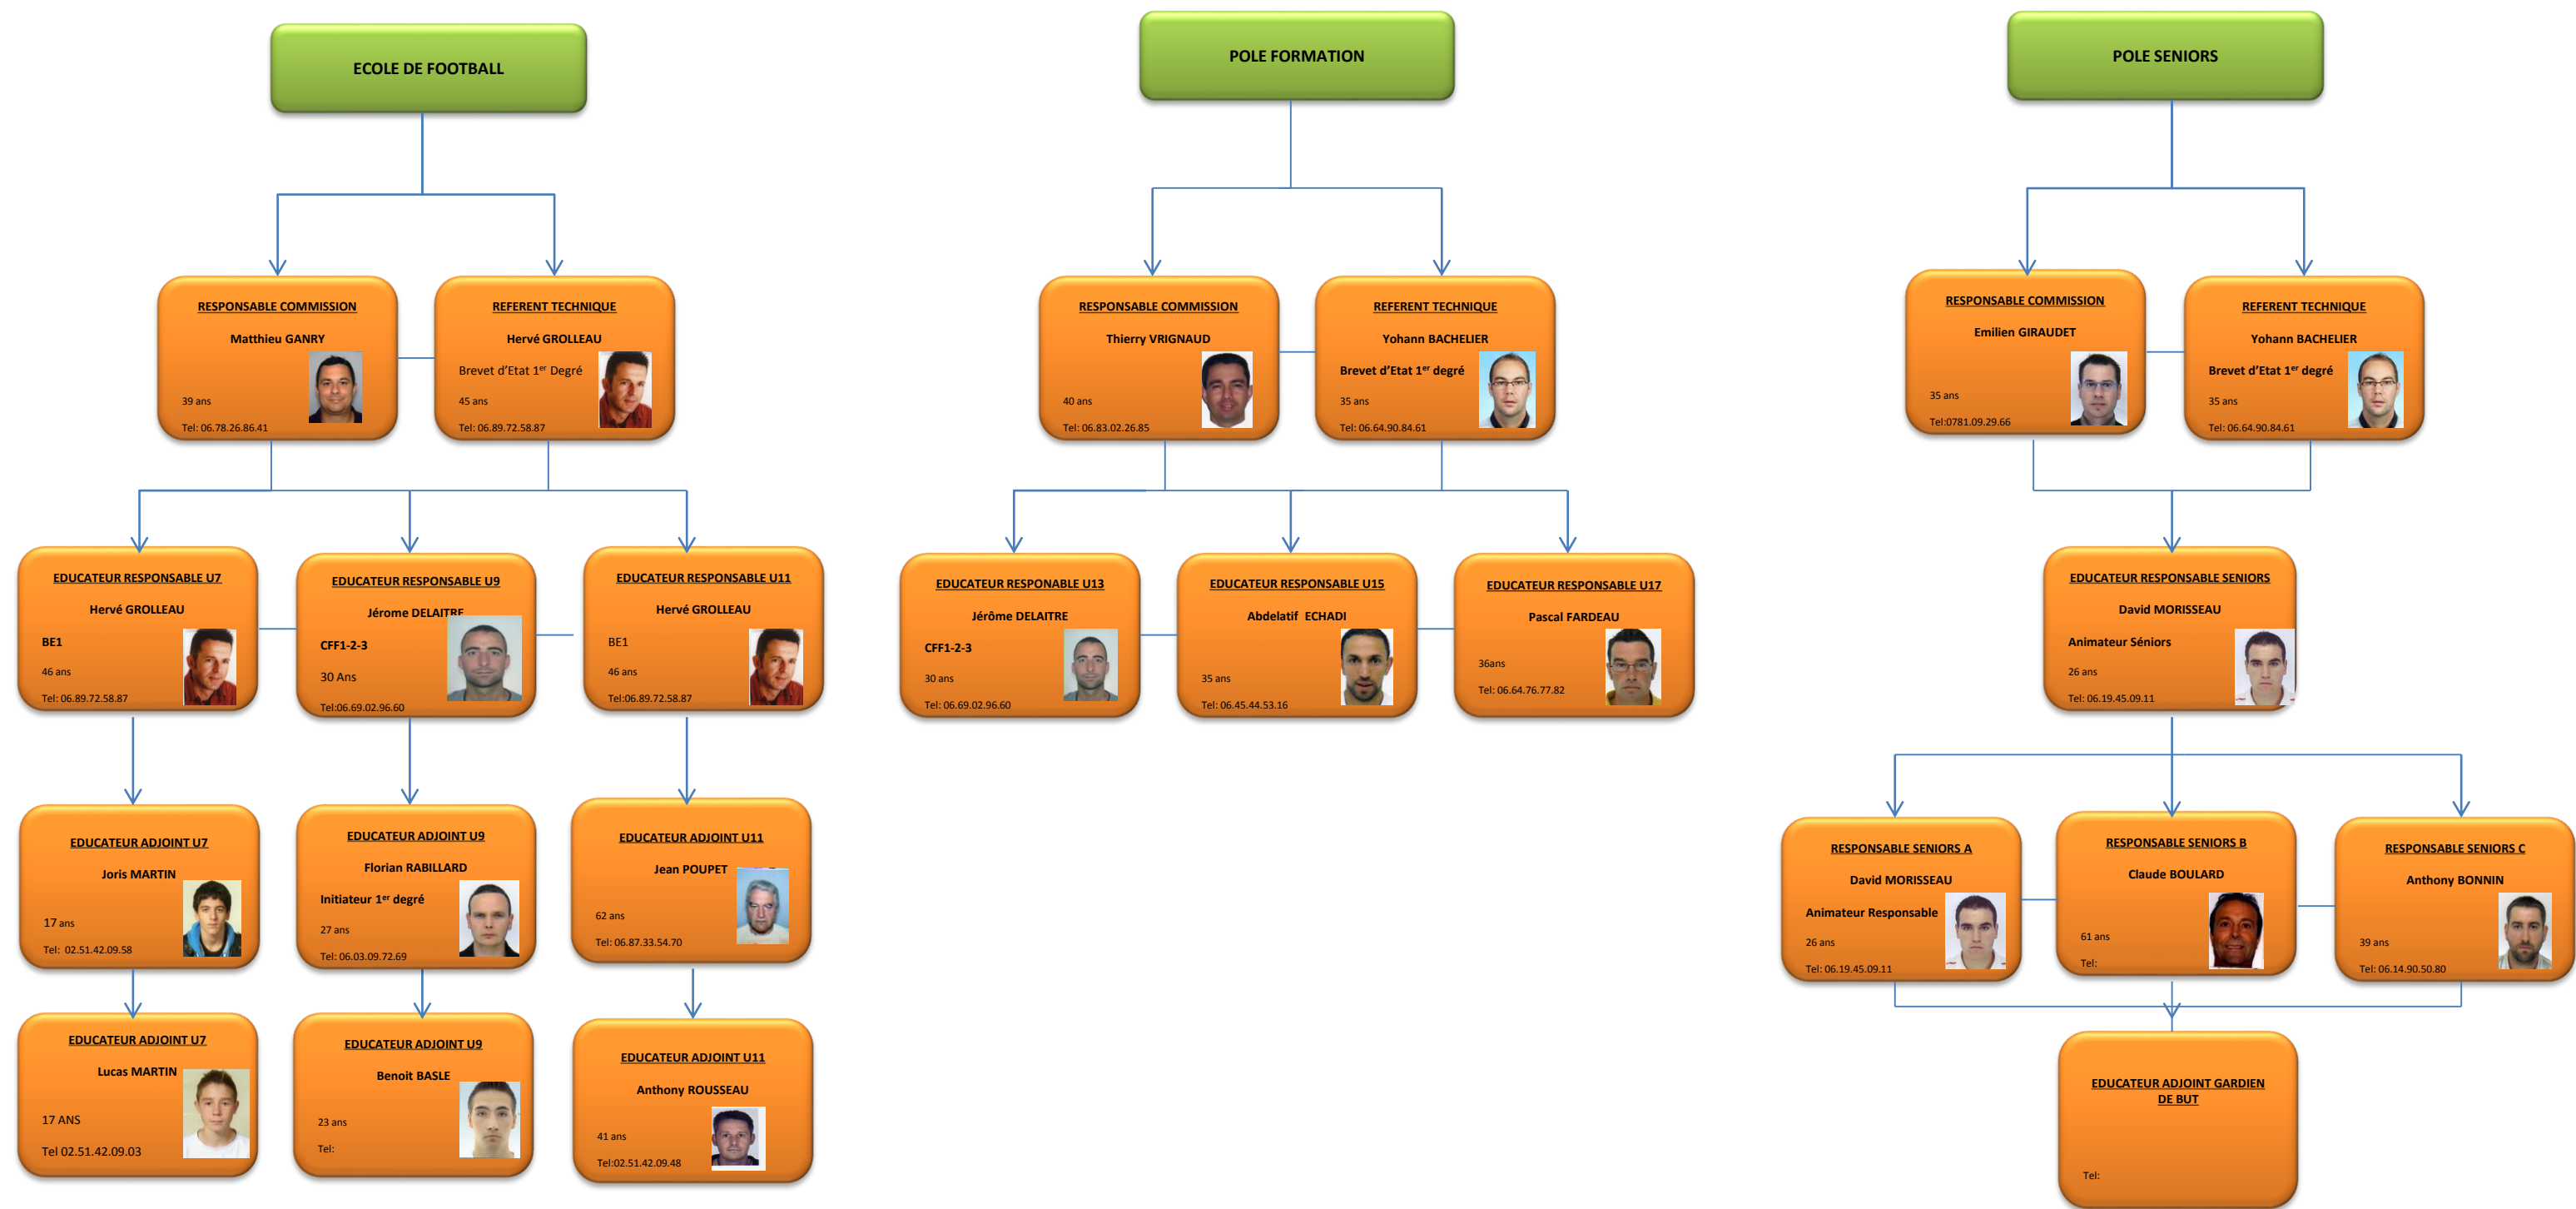 ECOLE DE FOOTBALL
POLE FORMATION
POLE SENIORS
RESPONSABLE COMMISSION
Matthieu GANRY
39 ans
Tel: 06.78.26.86.41
REFERENT TECHNIQUE
Hervé GROLLEAU
Brevet d'Etat 1er Degré
45 ans
Tel: 06.89.72.58.87
RESPONSABLE COMMISSION
Thierry VRIGNAUD
40 ans
Tel: 06.83.02.26.85
REFERENT TECHNIQUE
Yohann BACHELIER
Brevet d'Etat 1er degré
35 ans
Tel: 06.64.90.84.61
RESPONSABLE COMMISSION
Emilien GIRAUDET
35 ans
Tel:0781.09.29.66
REFERENT TECHNIQUE
Yohann BACHELIER
Brevet d'Etat 1er degré
35 ans
Tel: 06.64.90.84.61
EDUCATEUR RESPONSABLE U7
Hervé GROLLEAU
BE1
46 ans
Tel: 06.89.72.58.87
EDUCATEUR RESPONSABLE U9
Jérome DELAITRE
CFF1-2-3
30 Ans
Tel:06.69.02.96.60
EDUCATEUR RESPONSABLE U11
Hervé GROLLEAU
BE1
46 ans
Tel:06.89.72.58.87
EDUCATEUR RESPONABLE U13
Jérôme DELAITRE
CFF1-2-3
30 ans
Tel: 06.69.02.96.60
EDUCATEUR RESPONSABLE U15
Abdelatif ECHADI
35 ans
Tel: 06.45.44.53.16
EDUCATEUR RESPONSABLE U17
Pascal FARDEAU
36ans
Tel: 06.64.76.77.82
EDUCATEUR RESPONSABLE SENIORS
David MORISSEAU
Animateur Séniors
26 ans
Tel: 06.19.45.09.11
EDUCATEUR ADJOINT U7
Joris MARTIN
17 ans
Tel: 02.51.42.09.58
EDUCATEUR ADJOINT U9
Florian RABILLARD
Initiateur 1er degré
27 ans
Tel: 06.03.09.72.69
EDUCATEUR ADJOINT U11
Jean POUPET
62 ans
Tel: 06.87.33.54.70
RESPONSABLE SENIORS A
David MORISSEAU
Animateur Responsable
26 ans
Tel: 06.19.45.09.11
RESPONSABLE SENIORS B
Claude BOULARD
61 ans
Tel:
RESPONSABLE SENIORS C
Anthony BONNIN
39 ans
Tel: 06.14.90.50.80
EDUCATEUR ADJOINT U7
Lucas MARTIN
17 ANS
Tel 02.51.42.09.03
EDUCATEUR ADJOINT U9
Benoit BASLE
23 ans
Tel:
EDUCATEUR ADJOINT U11
Anthony ROUSSEAU
41 ans
Tel:02.51.42.09.48
EDUCATEUR ADJOINT GARDIEN
DE BUT
Tel: